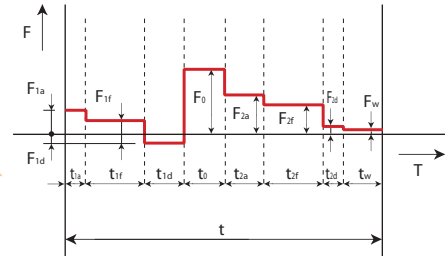 F
F1a F1f F0 F2a F2f F2d Fw
F1d
T
t1a t1f t1d t0 t2a t2f t2d tw
t